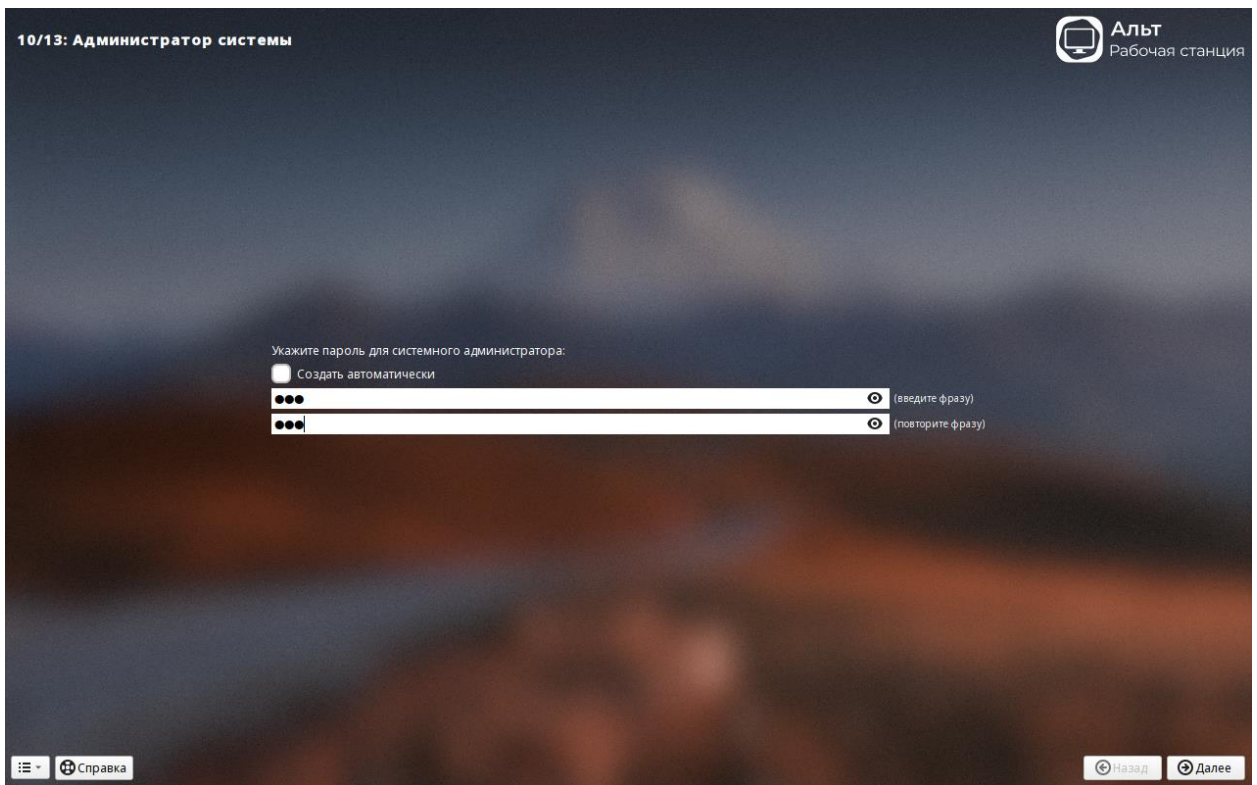 10/13: Администратор системы
Альт
Рабочая станция
Укажите пароль для системного администратора:
Создать автоматически
●●● (введите фразу)
●●● (повторите фразу)
Справка
Назад
Далее